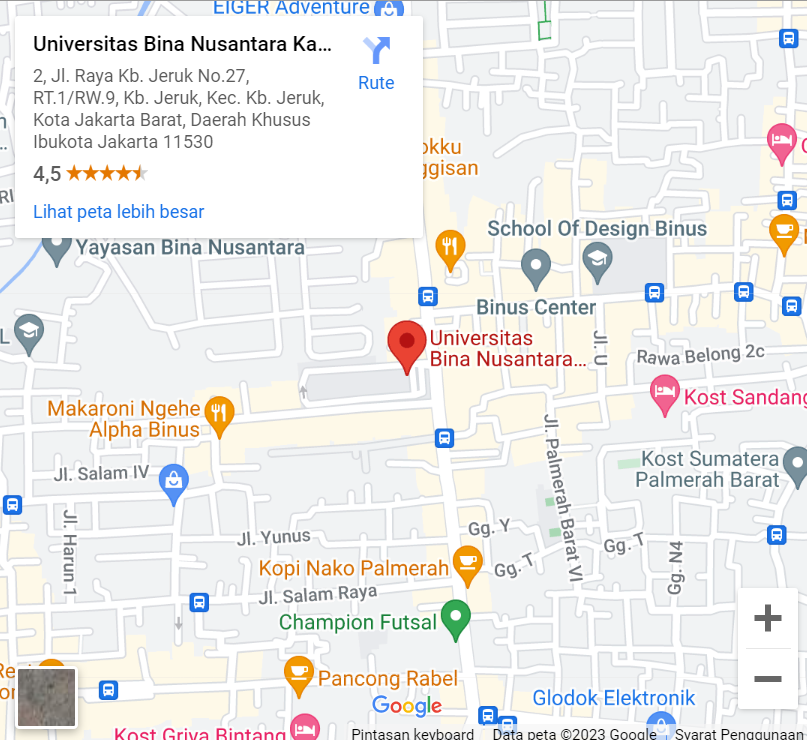 EIGER Adventure
Universitas Bina Nusantara Ka...
2, Jl. Raya Kb. Jeruk No.27,
RT.1/RW.9, Kb. Jeruk, Kec. Kb. Jeruk,
Kota Jakarta Barat, Daerah Khusus
Ibukota Jakarta 11530
Rute
4,5
Lihat peta lebih besar
Yayasan Bina Nusantara
School Of Design Binus
Binus Center
Universitas
Bina Nusantara...
Jl. U
Rawa Belong 2c
Makaroni Ngehe
Alpha Binus
Kost Sandang
Jl. Salam IV
Kost Sumatera
Palmerah Barat
Jl. Palmerah Barat VI
Jl. Harun 1
Jl. Yunus
Gg. Y
Gg. T
Gg. T
Gg. N4
Kopi Nako Palmerah
Jl. Salam Raya
Champion Futsal
Pancong Rabel
Glodok Elektronik
Google
Kost Griya Bintang
Pintasan keyboard
Data peta ©2023 Google
Syarat Penggunaan